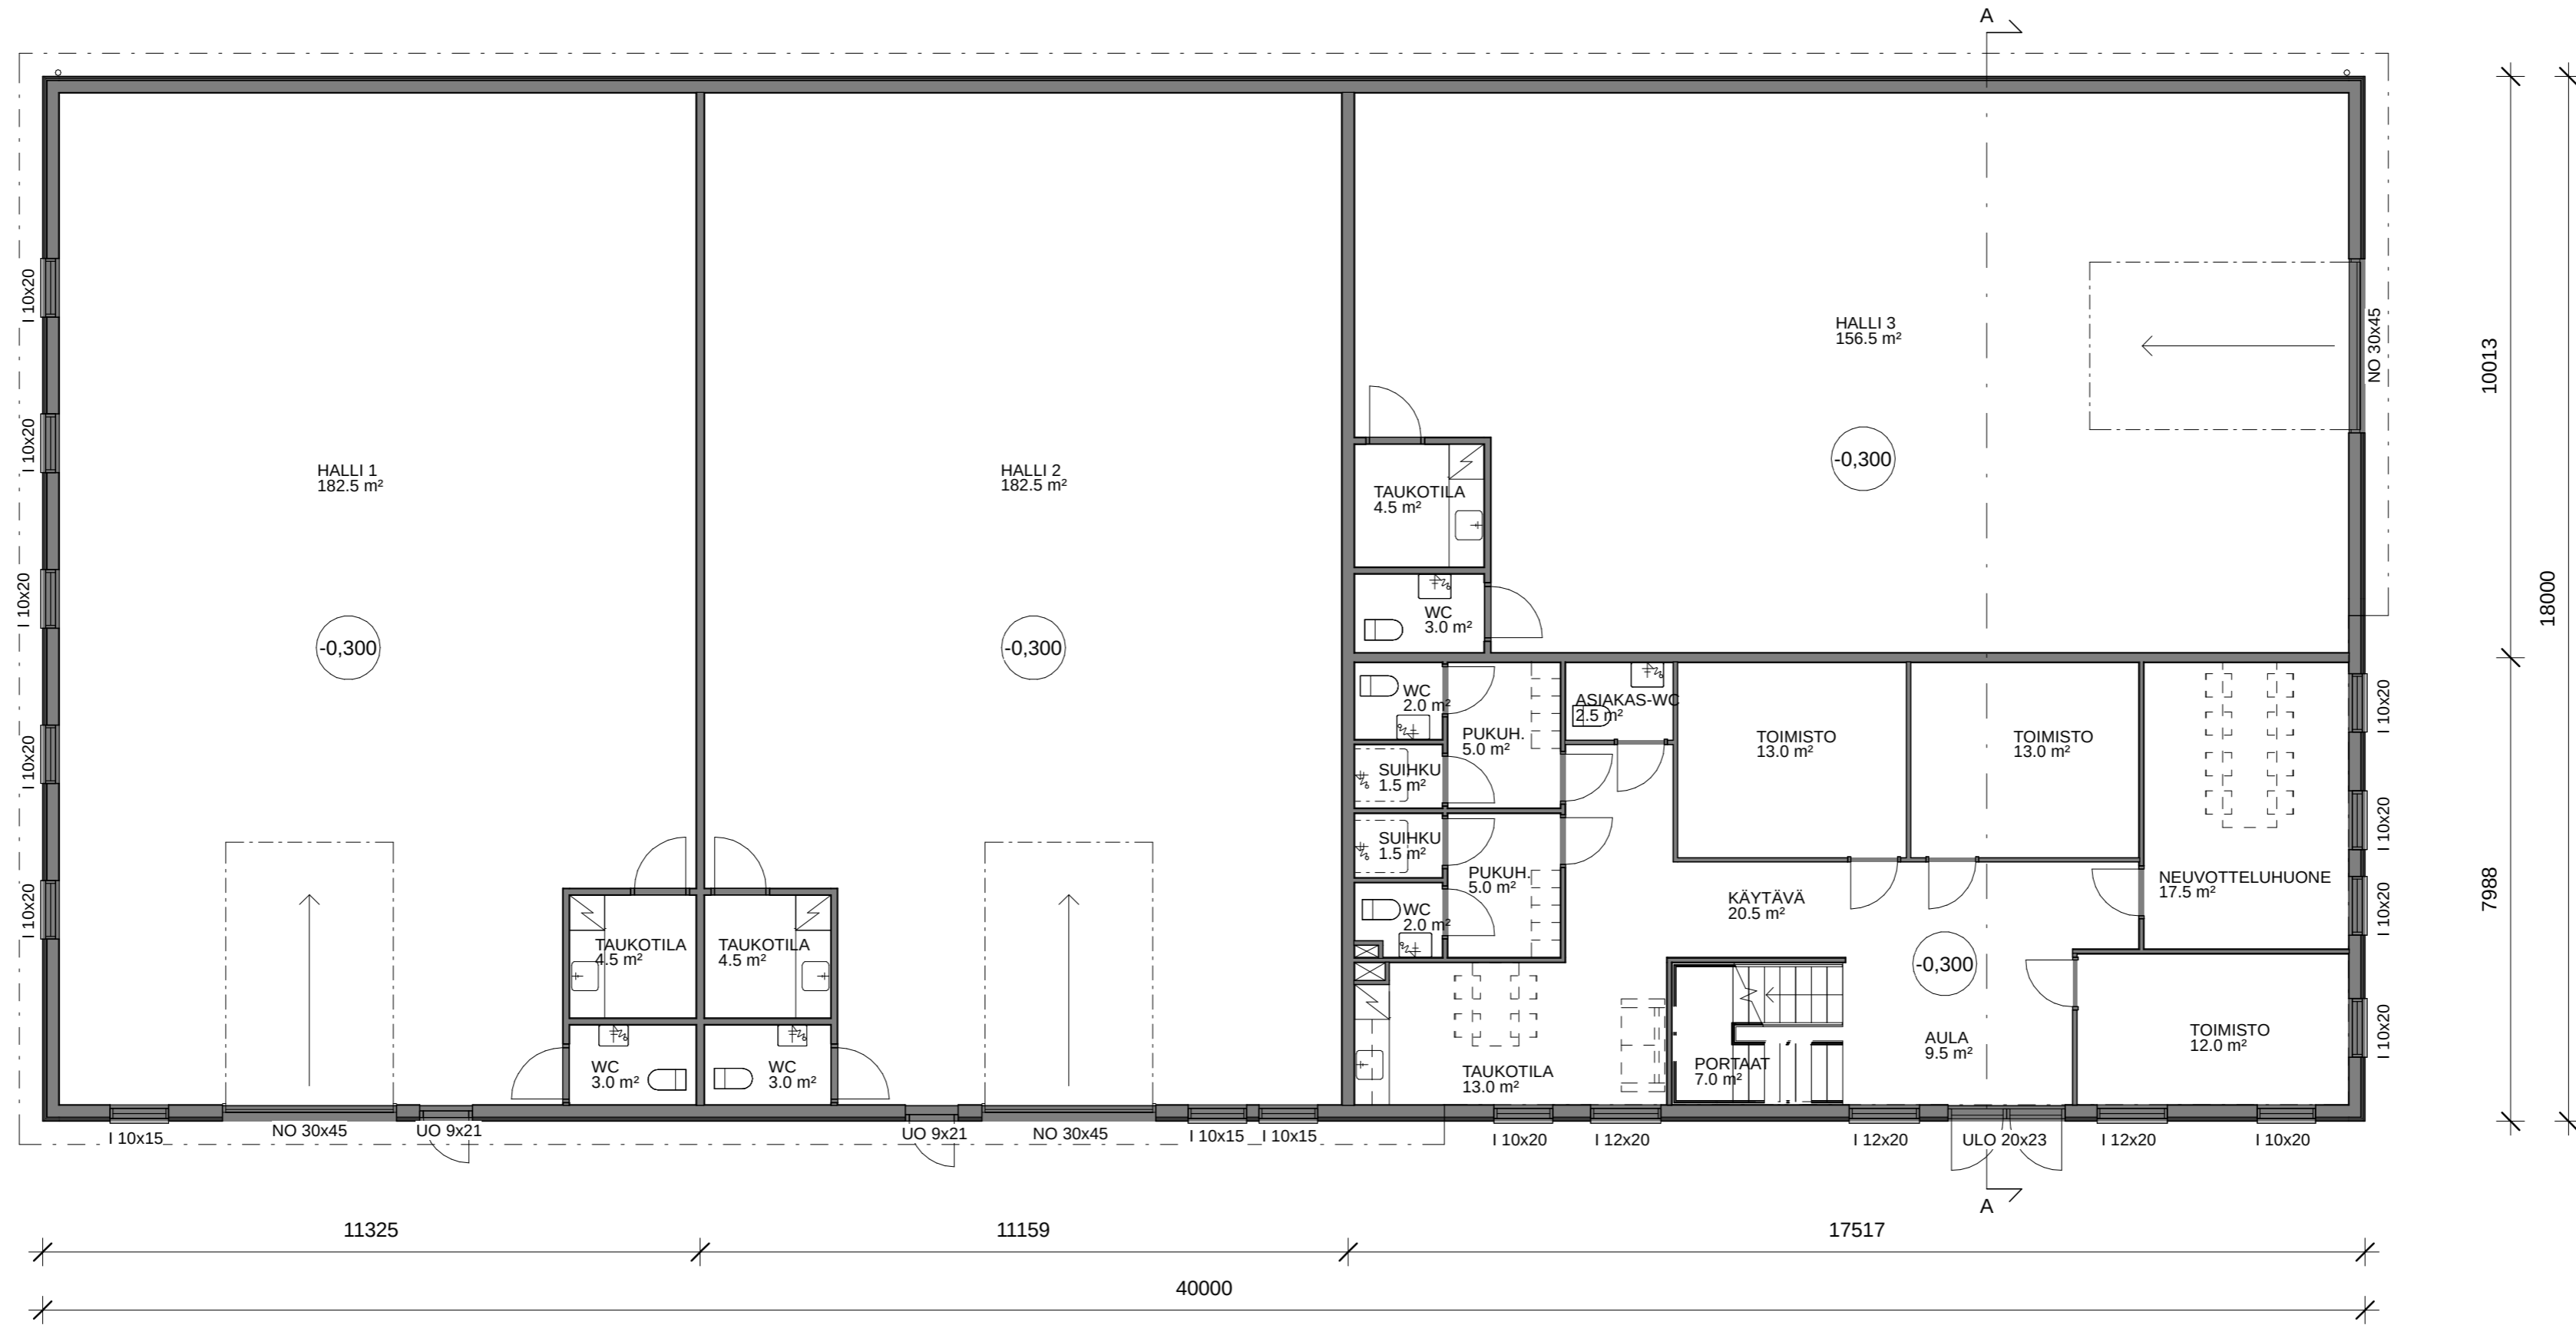 A
I 10x20
I 10x20
I 10x20
I 10x20
I 10x20
HALLI 1
182.5 m²
-0,300
HALLI 2
182.5 m²
-0,300
HALLI 3
156.5 m²
-0,300
NO 30x45
10013
18000
7988
TAUKOTILA
4.5 m²
WC
3.0 m²
WC
2.0 m²
PUKUH.
5.0 m²
ASIAKAS-WC
2.5 m²
SUIHKU
1.5 m²
SUIHKU
1.5 m²
PUKUH.
5.0 m²
WC
2.0 m²
TOIMISTO
13.0 m²
TOIMISTO
13.0 m²
NEUVOTTELUHUONE
17.5 m²
KÄYTÄVÄ
20.5 m²
-0,300
I 10x20
I 10x20
I 10x20
I 10x20
TAUKOTILA
4.5 m²
TAUKOTILA
4.5 m²
WC
3.0 m²
WC
3.0 m²
TAUKOTILA
13.0 m²
PORTAAT
7.0 m²
AULA
9.5 m²
TOIMISTO
12.0 m²
I 10x15
NO 30x45
UO 9x21
UO 9x21
NO 30x45
I 10x15
I 10x15
I 10x20
I 12x20
I 12x20
ULO 20x23
I 12x20
I 10x20
A
11325
11159
17517
40000